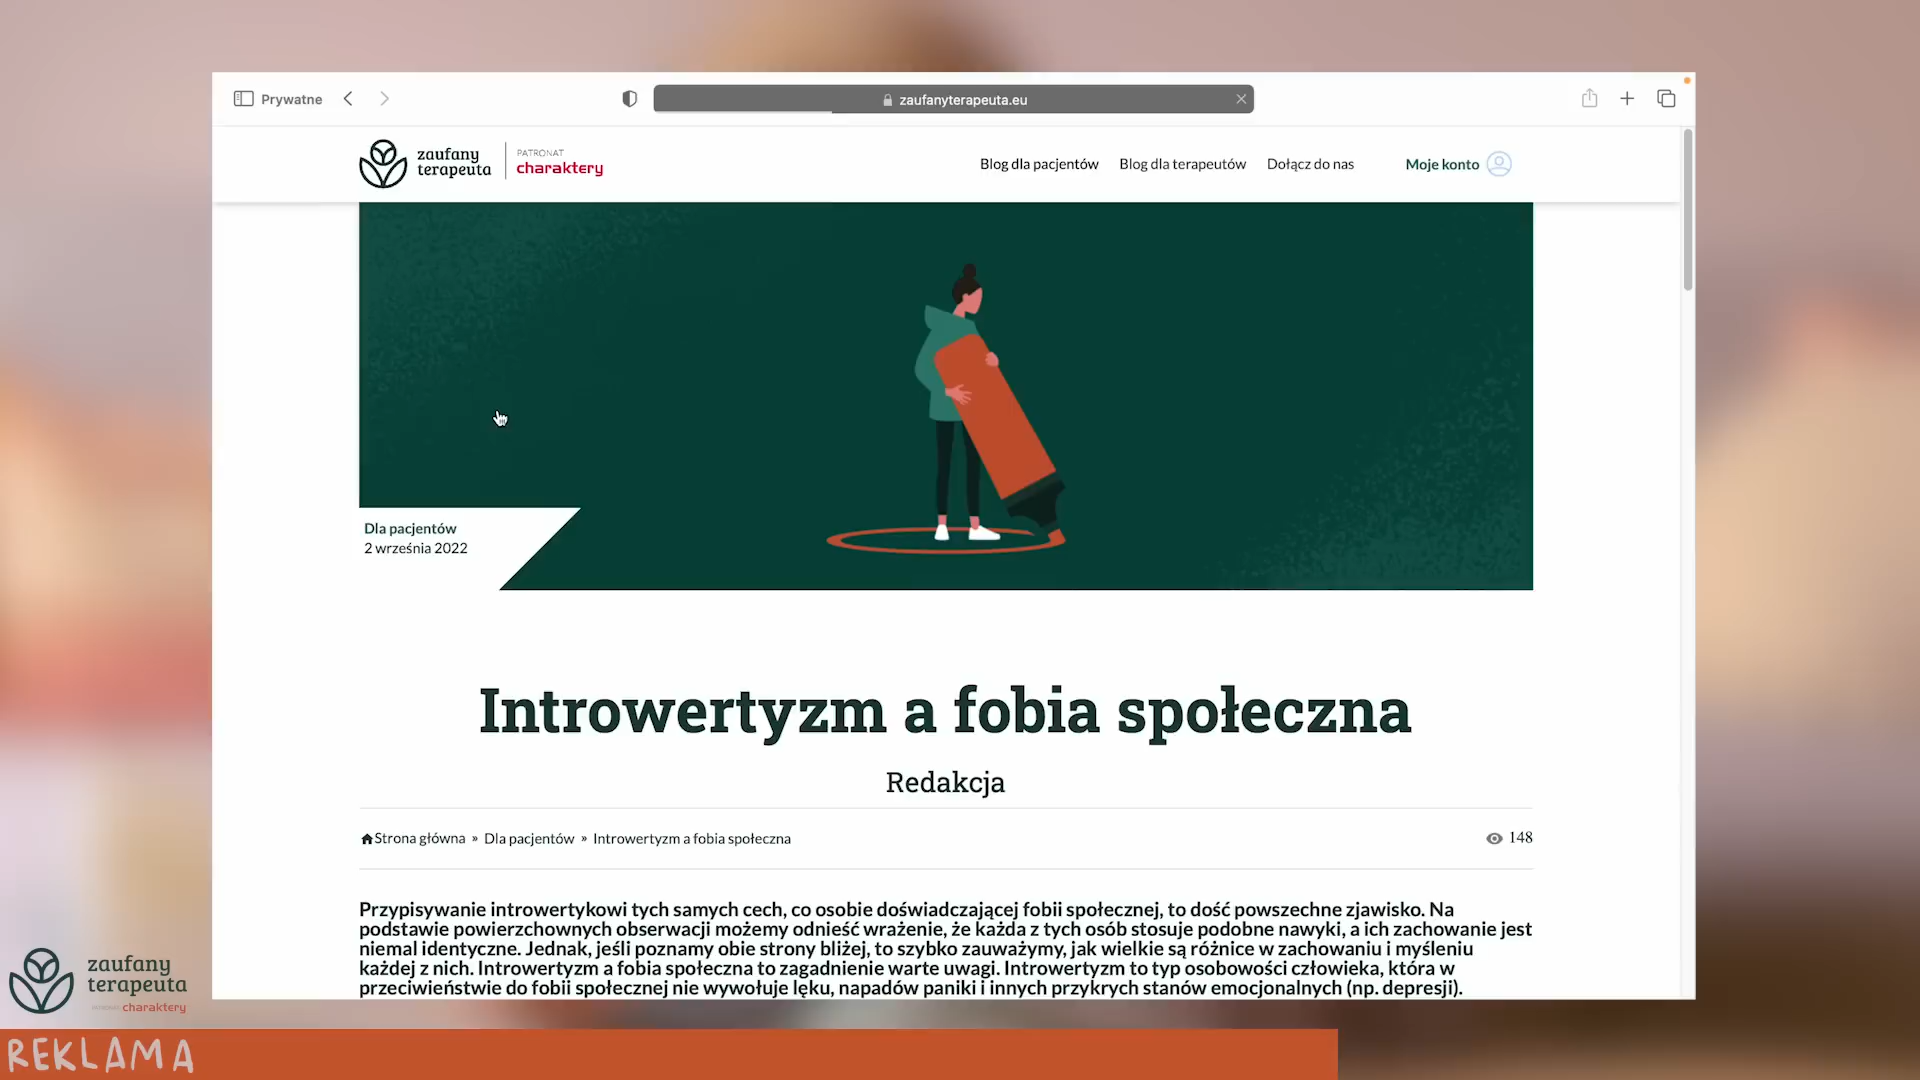 Prywatne
zaufanyterapeuta.eu
zaufany
terapeuta
PATRONAT
charaktery
Blog dla pacjentów
Blog dla terapeutów
Dołącz do nas
Moje konto
Dla pacjentów
2 września 2022
Introwertyzm a fobia społeczna
Redakcja
Strona główna » Dla pacjentów » Introwertyzm a fobia społeczna
148
Przypisywanie introwertykowi tych samych cech, co osobie doświadczającej fobii społecznej, to dość powszechne zjawisko. Na
podstawie powierzchownych obserwacji możemy odnieść wrażenie, że każda z tych osób stosuje podobne nawyki, a ich zachowanie jest
niemal identyczne. Jednak, jeśli poznamy obie strony bliżej, to szybko zauważymy, jak wielkie są różnice w zachowaniu i myśleniu
każdej z nich. Introwertyzm a fobia społeczna to zagadnienie warte uwagi. Introwertyzm to typ osobowości człowieka, która w
przeciwieństwie do fobii społecznej nie wywołuje lęku, napadów paniki i innych przykrych stanów emocjonalnych (np. depresji).
zaufany
terapeuta
charaktery
REKLAMA